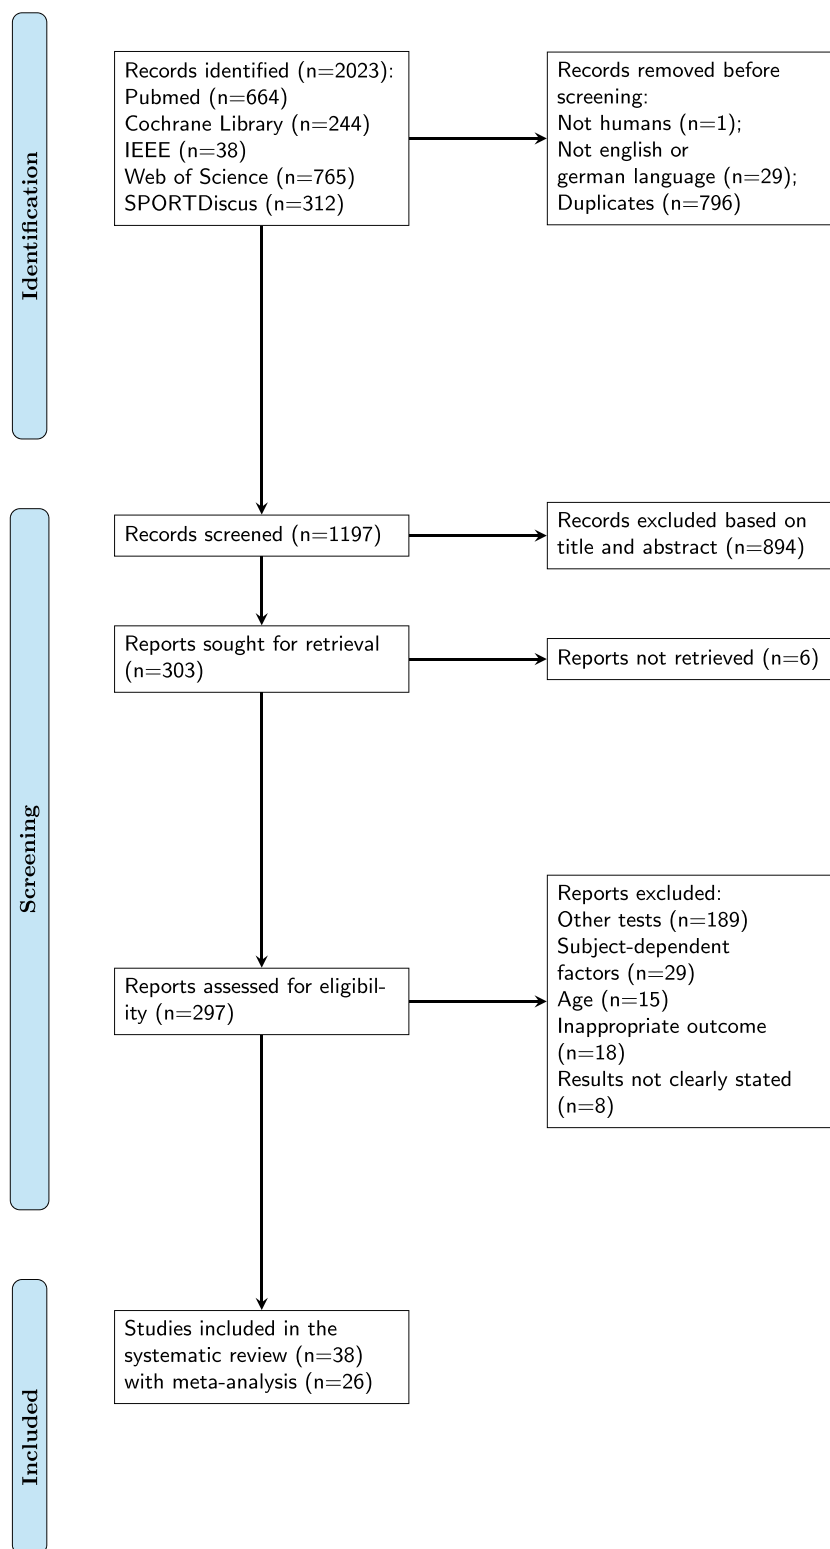 Identification
Records identified (n=2023):
Pubmed (n=664)
Cochrane Library (n=244)
IEEE (n=38)
Web of Science (n=765)
SPORTDiscus (n=312)
Records removed before
screening:
Not humans (n=1);
Not english or
german language (n=29);
Duplicates (n=796)
Screening
Records screened (n=1197)
Records excluded based on
title and abstract (n=894)
Reports sought for retrieval
(n=303)
Reports not retrieved (n=6)
Reports assessed for eligibil-
ity (n=297)
Reports excluded:
Other tests (n=189)
Subject-dependent
factors (n=29)
Age (n=15)
Inappropriate outcome
(n=18)
Results not clearly stated
(n=8)
Included
Studies included in the
systematic review (n=38)
with meta-analysis (n=26)